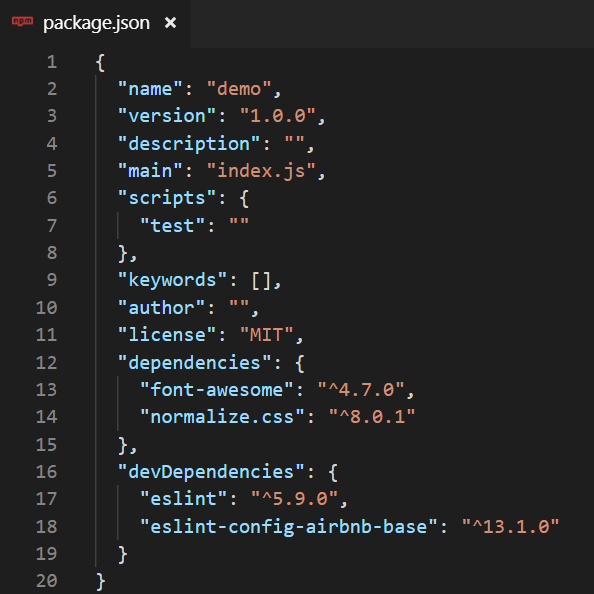 npm package.json ×
1 {
2 "name": "demo",
3 "version": "1.0.0",
4 "description": "",
5 "main": "index.js",
6 "scripts": {
7 "test": ""
8 },
9 "keywords": [],
10 "author": "",
11 "license": "MIT",
12 "dependencies": {
13 "font-awesome": "^4.7.0",
14 "normalize.css": "^8.0.1"
15 },
16 "devDependencies": {
17 "eslint": "^5.9.0",
18 "eslint-config-airbnb-base": "^13.1.0"
19 }
20 }